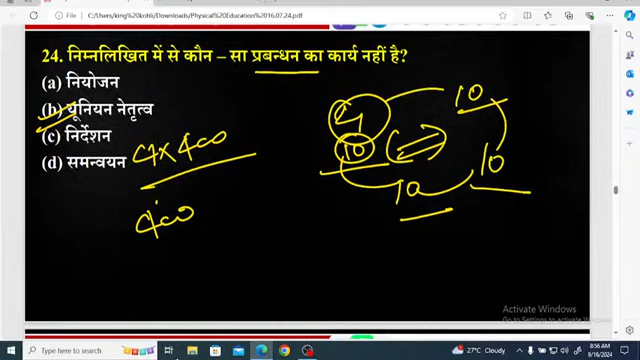 File
C:/Users/king%20kohli/Downloads/Physical%20Education%2016.07.24.pdf
24. निम्नलिखित में से कौन – सा प्रबन्धन का कार्य नहीं है?
(a) नियोजन
(b) यूनियन नेतृत्व
(c) निर्देशन
(d) समन्वयन
4x400
400
4
10
10
10
10
Activate Windows
Go to Settings to activate Windows.
Type here to search
27°C Cloudy
8:56 AM
9/16/2024